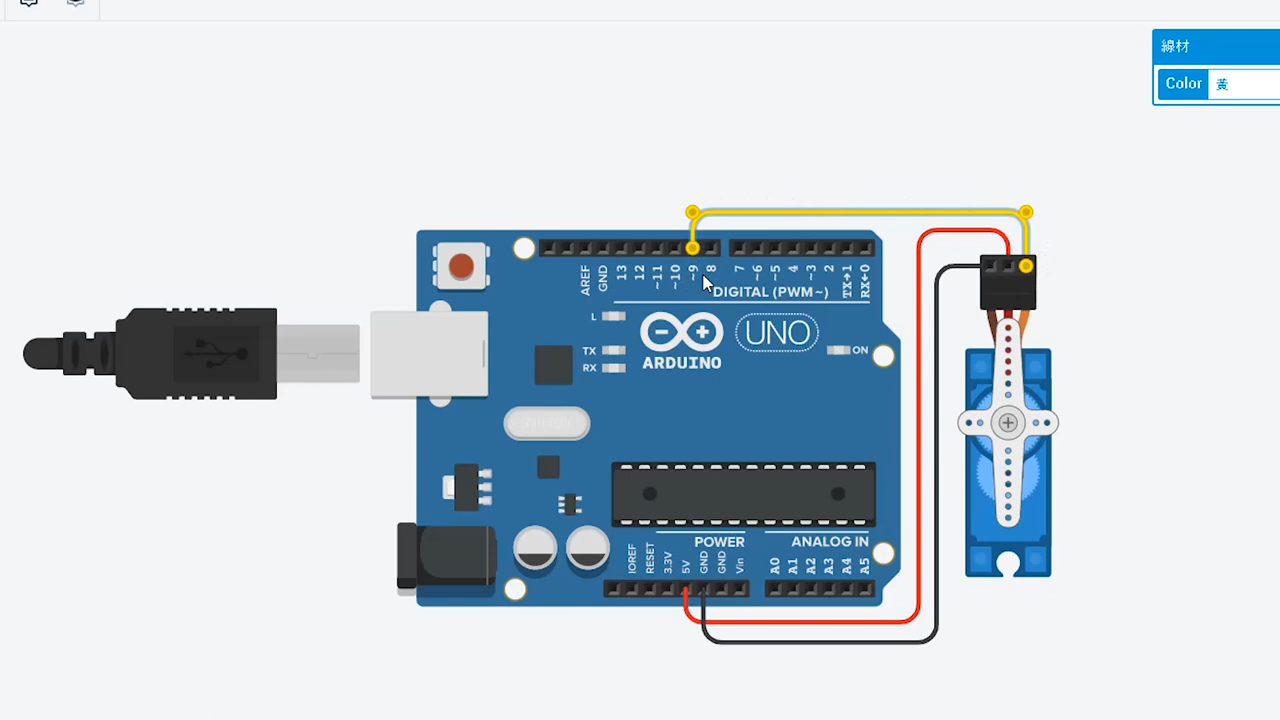 線材
Color 黃
AREF
GND
13
12
~11
~10
~9
8
7
~6
~5
4
~3
2
TX→1
RX←0
DIGITAL (PWM~)
L
TX
RX
UNO
ARDUINO
ON
POWER
ANALOG IN
IOREF
RESET
3.3V
5V
GND
GND
Vin
A0
A1
A2
A3
A4
A5